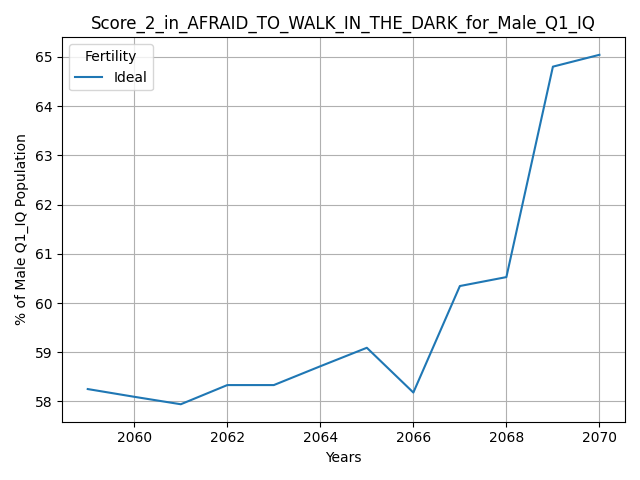 Score_2_in_AFRAID_TO_WALK_IN_THE_DARK_for_Male_Q1_IQ
Fertility
Ideal
% of Male Q1_IQ Population
65
64
63
62
61
60
59
58
2060 2062 2064 2066 2068 2070
Years